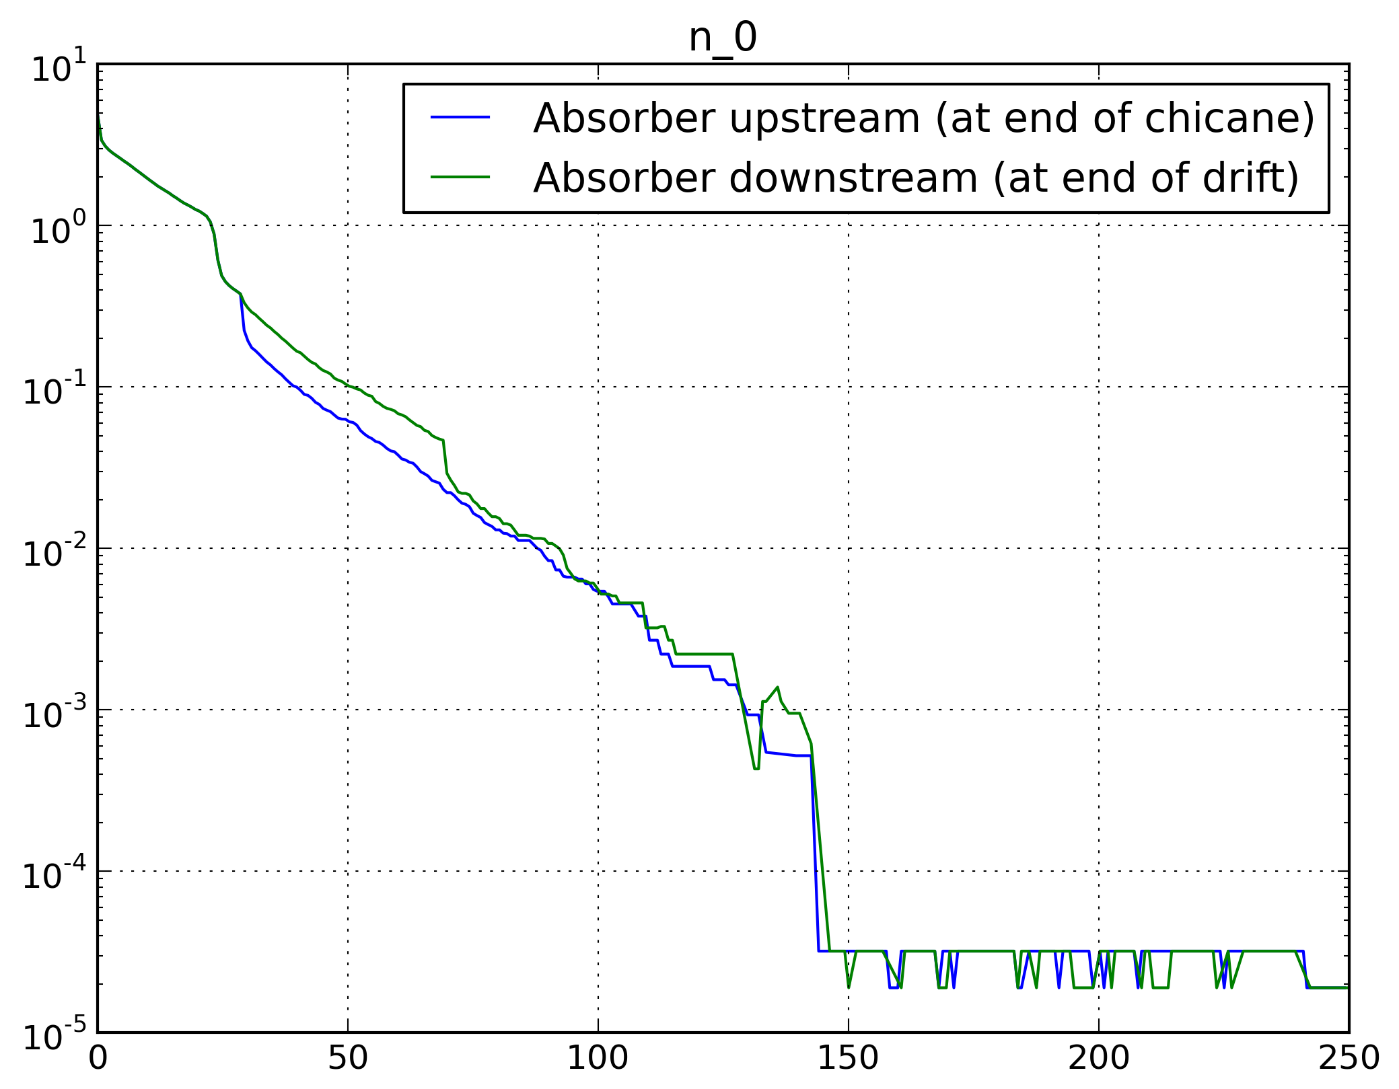 n_0
10^1
Absorber upstream (at end of chicane)
Absorber downstream (at end of drift)
10^0
10^-1
10^-2
10^-3
10^-4
10^-5
0 50 100 150 200 250